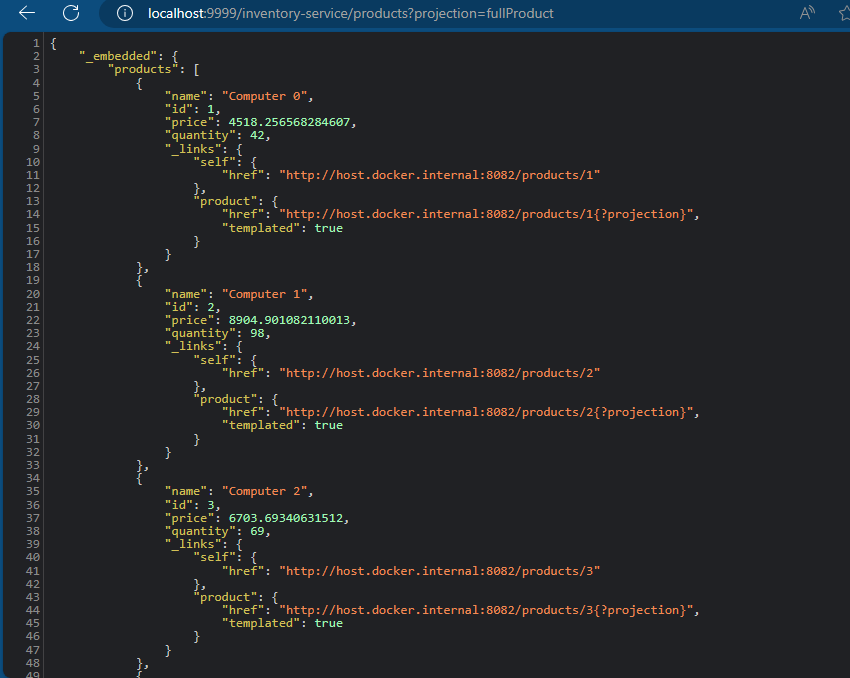 localhost:9999/inventory-service/products?projection=fullProduct
1 {
2     "_embedded": {
3         "products": [
4             {
5                 "name": "Computer 0",
6                 "id": 1,
7                 "price": 4518.256568284607,
8                 "quantity": 42,
9                 "_links": {
10                     "self": {
11                         "href": "http://host.docker.internal:8082/products/1"
12                     },
13                     "product": {
14                         "href": "http://host.docker.internal:8082/products/1{?projection}",
15                         "templated": true
16                     }
17                 }
18             },
19             {
20                 "name": "Computer 1",
21                 "id": 2,
22                 "price": 8904.901082110013,
23                 "quantity": 98,
24                 "_links": {
25                     "self": {
26                         "href": "http://host.docker.internal:8082/products/2"
27                     },
28                     "product": {
29                         "href": "http://host.docker.internal:8082/products/2{?projection}",
30                         "templated": true
31                     }
32                 }
33             },
34             {
35                 "name": "Computer 2",
36                 "id": 3,
37                 "price": 6703.69340631512,
38                 "quantity": 69,
39                 "_links": {
40                     "self": {
41                         "href": "http://host.docker.internal:8082/products/3"
42                     },
43                     "product": {
44                         "href": "http://host.docker.internal:8082/products/3{?projection}",
45                         "templated": true
46                     }
47                 }
48             },
49             {